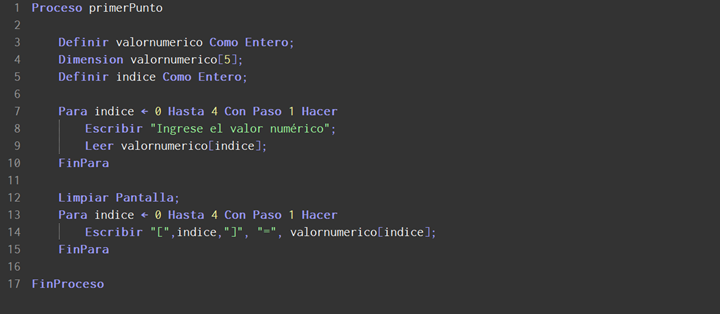 1 Proceso primerPunto
2
3 Definir valornumerico Como Entero;
4 Dimension valornumerico[5];
5 Definir indice Como Entero;
6
7 Para indice ← 0 Hasta 4 Con Paso 1 Hacer
8 Escribir "Ingrese el valor numérico";
9 Leer valornumerico[indice];
10 FinPara
11
12 Limpiar Pantalla;
13 Para indice ← 0 Hasta 4 Con Paso 1 Hacer
14 Escribir "[",indice,"]", "=", valornumerico[indice];
15 FinPara
16
17 FinProceso